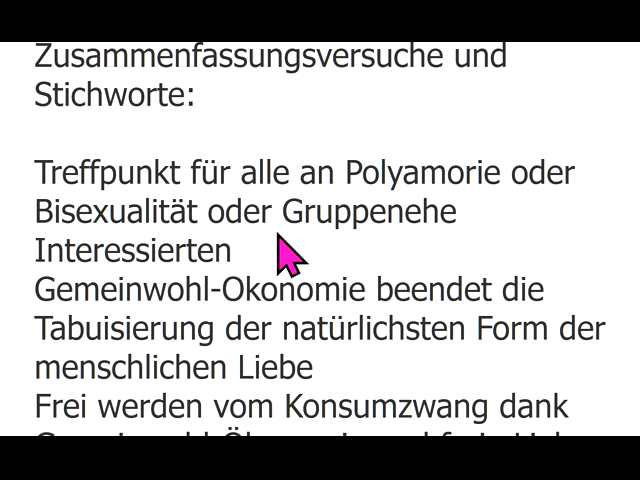 Zusammenfassungsversuche und
Stichworte:
Treffpunkt für alle an Polyamorie oder
Bisexualität oder Gruppenehe
Interessierten
Gemeinwohl-Ökonomie beendet die
Tabuisierung der natürlichsten Form der
menschlichen Liebe
Frei werden vom Konsumzwang dank